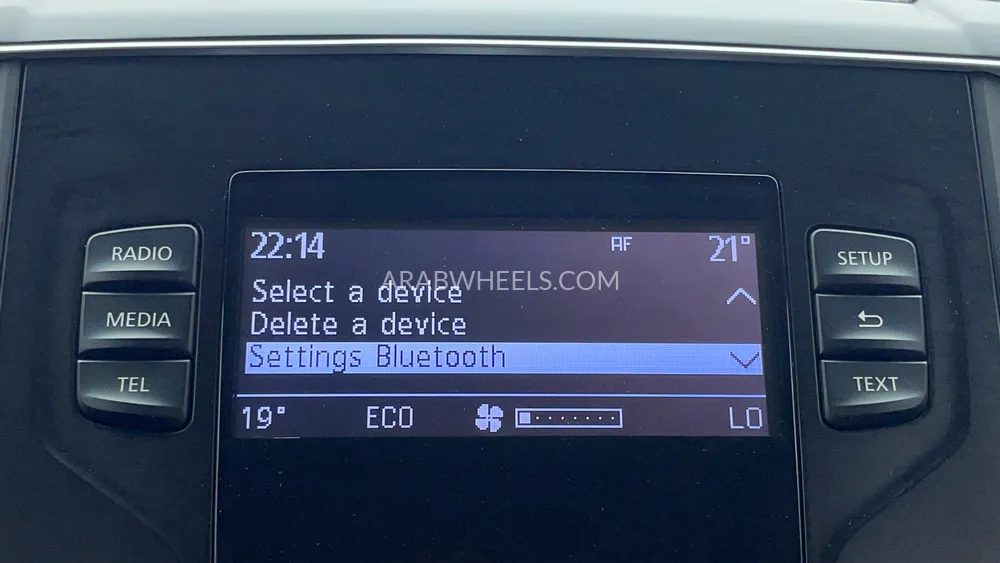 RADIO
MEDIA
TEL
22:14 AF 21°
ARABWHEELS.COM
Select a device
Delete a device
Settings Bluetooth
19° ECO LO
SETUP
TEXT